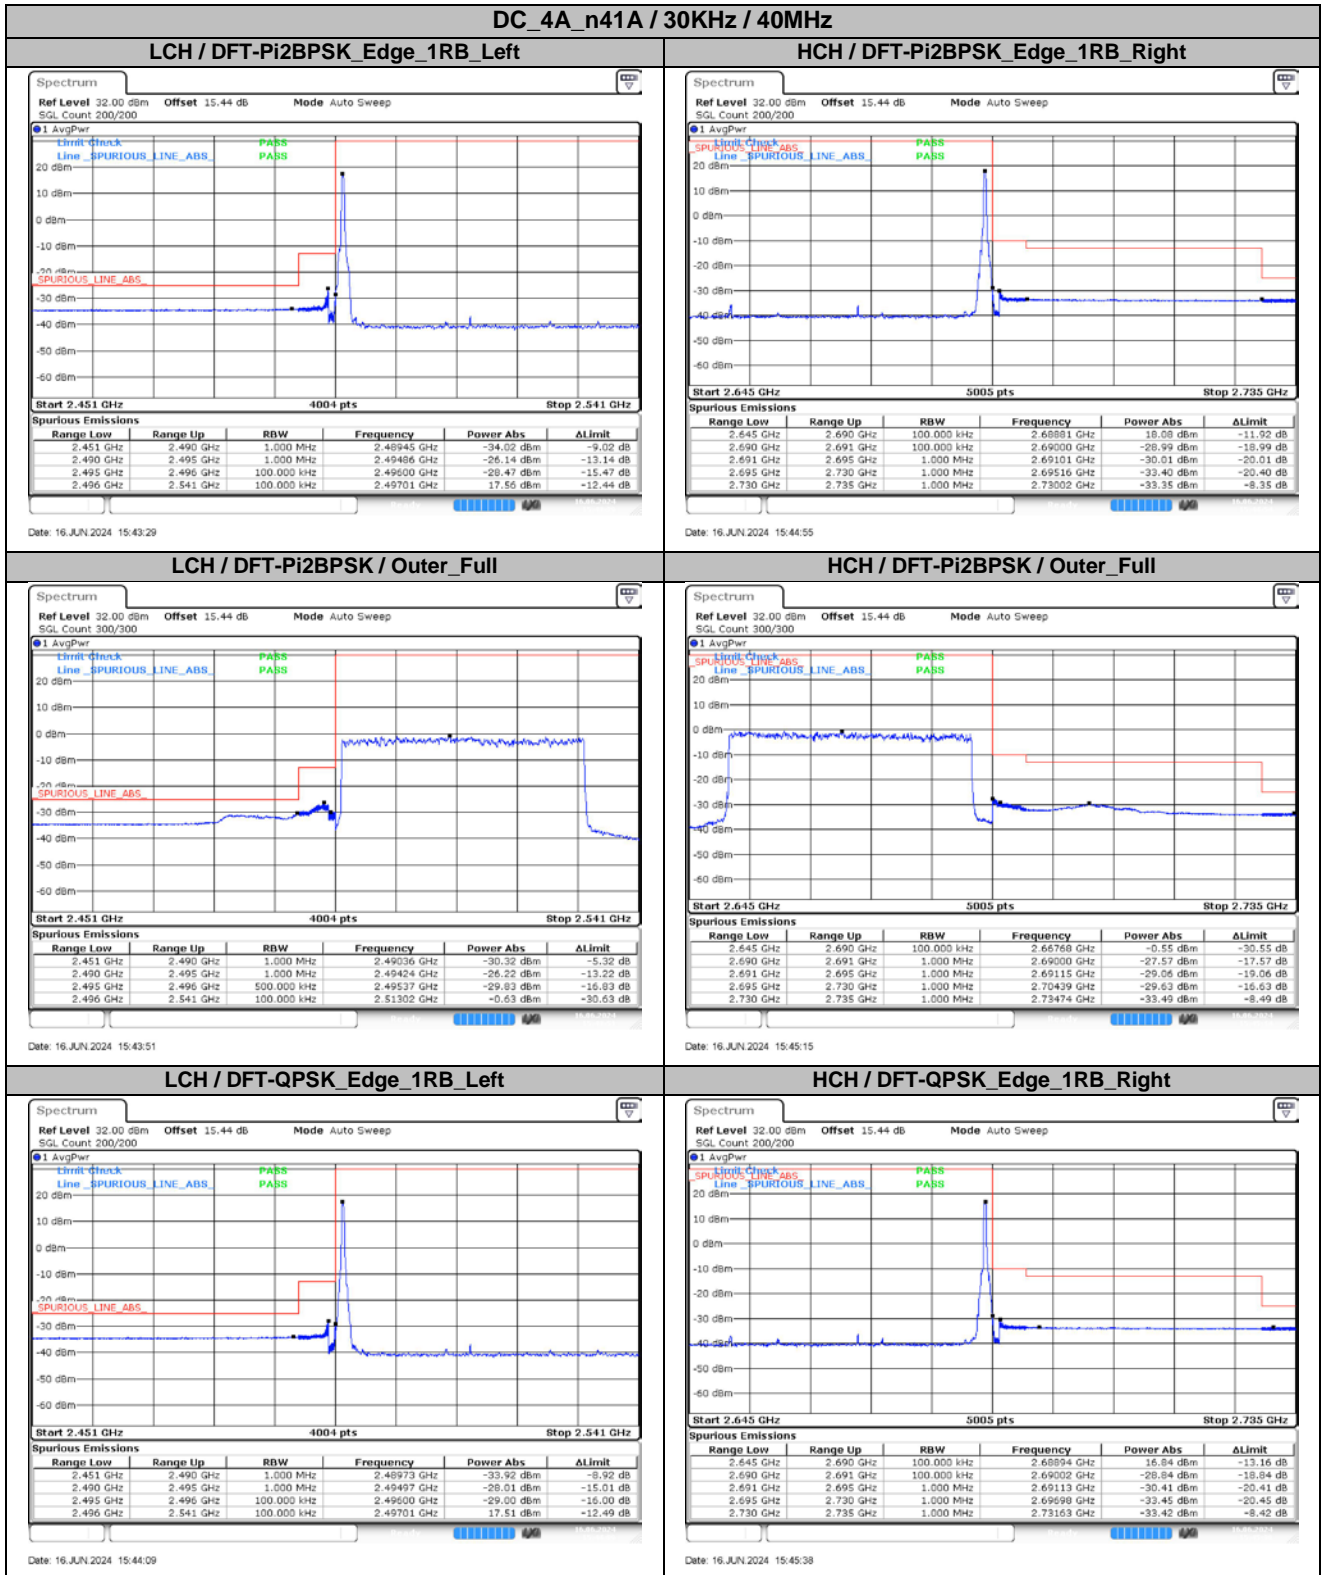 DC_4A_n41A / 30KHz / 40MHz
LCH / DFT-Pi2BPSK_Edge_1RB_Left
HCH / DFT-Pi2BPSK_Edge_1RB_Right
Spectrum
Ref Level 32.00 dBm Offset 15.44 dB Mode Auto Sweep
SGL Count 200/200
1 AvgPwr
Limit Check PASS
Line _SPURIOUS_LINE_ABS_ PASS
20 dBm
10 dBm
0 dBm
-10 dBm
-20 dBm
_SPURIOUS_LINE_ABS_
-30 dBm
-40 dBm
-50 dBm
-60 dBm
Start 2.451 GHz 4004 pts Stop 2.541 GHz
Spurious Emissions
Range Low Range Up RBW Frequency Power Abs ΔLimit
2.451 GHz 2.490 GHz 1.000 MHz 2.48945 GHz -34.02 dBm -9.02 dB
2.490 GHz 2.495 GHz 1.000 MHz 2.49486 GHz -26.14 dBm -13.14 dB
2.495 GHz 2.496 GHz 100.000 kHz 2.49600 GHz -28.47 dBm -15.47 dB
2.496 GHz 2.541 GHz 100.000 kHz 2.49701 GHz 17.56 dBm -12.44 dB
Date: 16.JUN.2024 15:43:29
Spectrum
Ref Level 32.00 dBm Offset 15.44 dB Mode Auto Sweep
SGL Count 200/200
1 AvgPwr
Limit Check PASS
_SPURIOUS_LINE_ABS_
Line _SPURIOUS_LINE_ABS_ PASS
20 dBm
10 dBm
0 dBm
-10 dBm
-20 dBm
-30 dBm
-40 dBm
-50 dBm
-60 dBm
Start 2.645 GHz 5005 pts Stop 2.735 GHz
Spurious Emissions
Range Low Range Up RBW Frequency Power Abs ΔLimit
2.645 GHz 2.690 GHz 100.000 kHz 2.68881 GHz 18.08 dBm -11.92 dB
2.690 GHz 2.691 GHz 100.000 kHz 2.69000 GHz -28.99 dBm -18.99 dB
2.691 GHz 2.695 GHz 1.000 MHz 2.69101 GHz -30.01 dBm -20.01 dB
2.695 GHz 2.730 GHz 1.000 MHz 2.69516 GHz -33.40 dBm -20.40 dB
2.730 GHz 2.735 GHz 1.000 MHz 2.73002 GHz -33.35 dBm -8.35 dB
Date: 16.JUN.2024 15:44:55
LCH / DFT-Pi2BPSK / Outer_Full
HCH / DFT-Pi2BPSK / Outer_Full
Spectrum
Ref Level 32.00 dBm Offset 15.44 dB Mode Auto Sweep
SGL Count 300/300
1 AvgPwr
Limit Check PASS
Line _SPURIOUS_LINE_ABS_ PASS
20 dBm
10 dBm
0 dBm
-10 dBm
-20 dBm
_SPURIOUS_LINE_ABS_
-30 dBm
-40 dBm
-50 dBm
-60 dBm
Start 2.451 GHz 4004 pts Stop 2.541 GHz
Spurious Emissions
Range Low Range Up RBW Frequency Power Abs ΔLimit
2.451 GHz 2.490 GHz 1.000 MHz 2.49036 GHz -30.32 dBm -5.32 dB
2.490 GHz 2.495 GHz 1.000 MHz 2.49424 GHz -26.22 dBm -13.22 dB
2.495 GHz 2.496 GHz 500.000 kHz 2.49537 GHz -29.83 dBm -16.83 dB
2.496 GHz 2.541 GHz 100.000 kHz 2.51302 GHz -0.63 dBm -30.63 dB
Date: 16.JUN.2024 15:43:51
Spectrum
Ref Level 32.00 dBm Offset 15.44 dB Mode Auto Sweep
SGL Count 300/300
1 AvgPwr
Limit Check PASS
_SPURIOUS_LINE_ABS_
Line _SPURIOUS_LINE_ABS_ PASS
20 dBm
10 dBm
0 dBm
-10 dBm
-20 dBm
-30 dBm
-40 dBm
-50 dBm
-60 dBm
Start 2.645 GHz 5005 pts Stop 2.735 GHz
Spurious Emissions
Range Low Range Up RBW Frequency Power Abs ΔLimit
2.645 GHz 2.690 GHz 100.000 kHz 2.66768 GHz -0.55 dBm -30.55 dB
2.690 GHz 2.691 GHz 1.000 MHz 2.69000 GHz -27.57 dBm -17.57 dB
2.691 GHz 2.695 GHz 1.000 MHz 2.69115 GHz -29.06 dBm -19.06 dB
2.695 GHz 2.730 GHz 1.000 MHz 2.70439 GHz -29.63 dBm -16.63 dB
2.730 GHz 2.735 GHz 1.000 MHz 2.73474 GHz -33.49 dBm -8.49 dB
Date: 16.JUN.2024 15:45:15
LCH / DFT-QPSK_Edge_1RB_Left
HCH / DFT-QPSK_Edge_1RB_Right
Spectrum
Ref Level 32.00 dBm Offset 15.44 dB Mode Auto Sweep
SGL Count 200/200
1 AvgPwr
Limit Check PASS
Line _SPURIOUS_LINE_ABS_ PASS
20 dBm
10 dBm
0 dBm
-10 dBm
-20 dBm
_SPURIOUS_LINE_ABS_
-30 dBm
-40 dBm
-50 dBm
-60 dBm
Start 2.451 GHz 4004 pts Stop 2.541 GHz
Spurious Emissions
Range Low Range Up RBW Frequency Power Abs ΔLimit
2.451 GHz 2.490 GHz 1.000 MHz 2.48973 GHz -33.92 dBm -8.92 dB
2.490 GHz 2.495 GHz 1.000 MHz 2.49497 GHz -28.01 dBm -15.01 dB
2.495 GHz 2.496 GHz 100.000 kHz 2.49600 GHz -29.00 dBm -16.00 dB
2.496 GHz 2.541 GHz 100.000 kHz 2.49701 GHz 17.51 dBm -12.49 dB
Date: 16.JUN.2024 15:44:09
Spectrum
Ref Level 32.00 dBm Offset 15.44 dB Mode Auto Sweep
SGL Count 200/200
1 AvgPwr
Limit Check PASS
_SPURIOUS_LINE_ABS_
Line _SPURIOUS_LINE_ABS_ PASS
20 dBm
10 dBm
0 dBm
-10 dBm
-20 dBm
-30 dBm
-40 dBm
-50 dBm
-60 dBm
Start 2.645 GHz 5005 pts Stop 2.735 GHz
Spurious Emissions
Range Low Range Up RBW Frequency Power Abs ΔLimit
2.645 GHz 2.690 GHz 100.000 kHz 2.68894 GHz 16.84 dBm -13.16 dB
2.690 GHz 2.691 GHz 100.000 kHz 2.69002 GHz -28.84 dBm -18.84 dB
2.691 GHz 2.695 GHz 1.000 MHz 2.69113 GHz -30.41 dBm -20.41 dB
2.695 GHz 2.730 GHz 1.000 MHz 2.69698 GHz -33.45 dBm -20.45 dB
2.730 GHz 2.735 GHz 1.000 MHz 2.73163 GHz -33.42 dBm -8.42 dB
Date: 16.JUN.2024 15:45:38